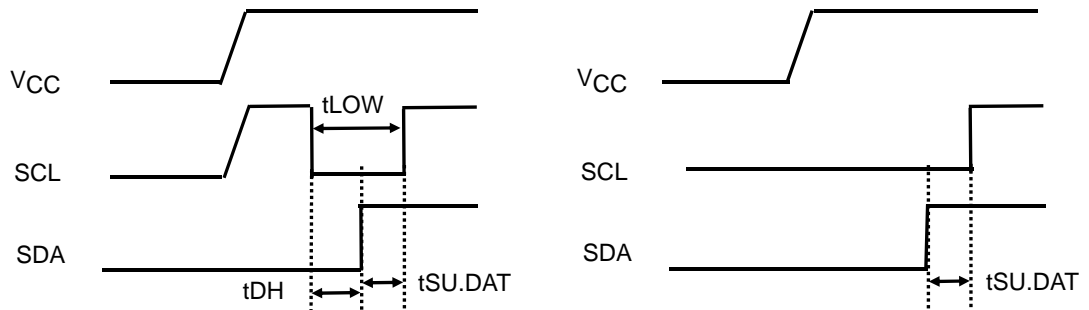 VCC
tLOW
SCL
SDA
tDH
tSU.DAT
VCC
SCL
SDA
tSU.DAT